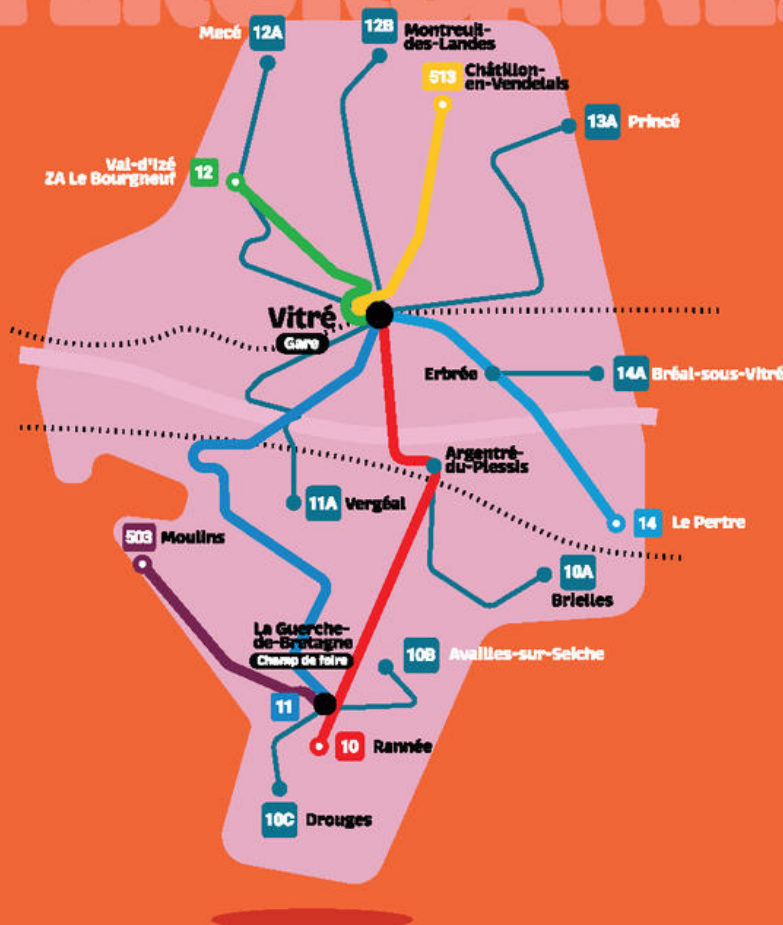 Mecé 12A
12B Montreuil-
des-Landes
513 Châtillon-
en-Vendelais
13A Princé
Val-d'Izé
ZA Le Bourgneuf
12
Vitré
Gare
Erbrée
14A Bréal-sous-Vitré
Argentré-
du-Plessis
11A Vergéal
14 Le Pertre
503 Moulins
10A
Brielles
La Guerche-
de-Bretagne
Champ de foire
10B Availles-sur-Seiche
11
10 Rannée
10C Drouges